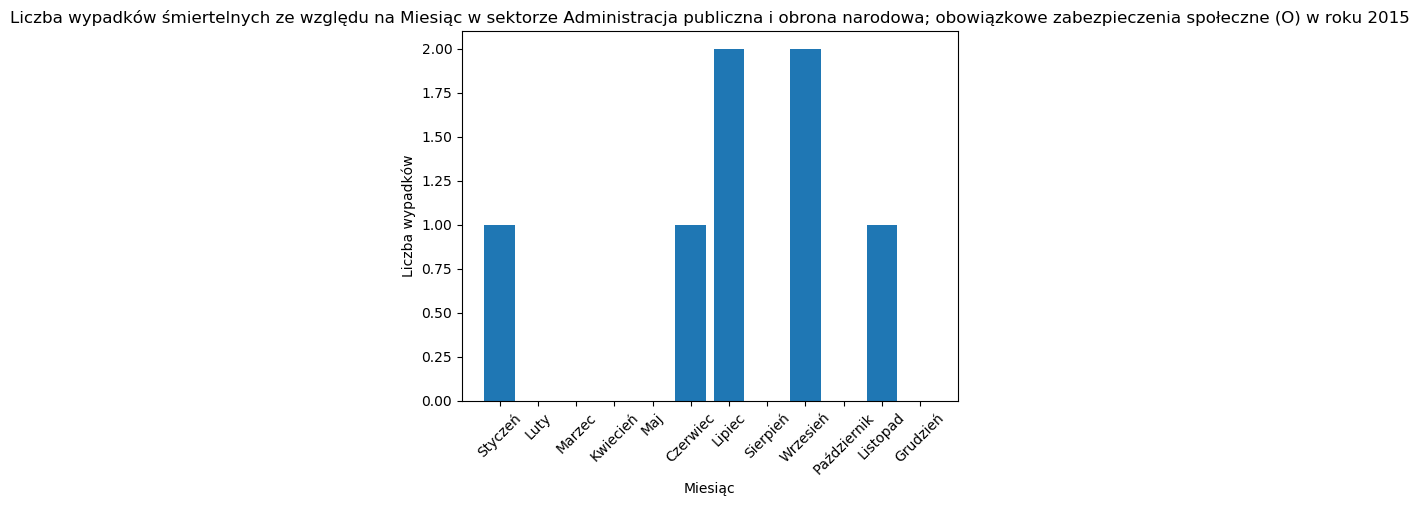 Liczba wypadków śmiertelnych ze względu na Miesiąc w sektorze Administracja publiczna i obrona narodowa; obowiązkowe zabezpieczenia społeczne (O) w roku 2015
2.00
1.75
1.50
1.25
1.00
0.75
0.50
0.25
0.00
Liczba wypadków
Styczeń
Luty
Marzec
Kwiecień
Maj
Czerwiec
Lipiec
Sierpień
Wrzesień
Październik
Listopad
Grudzień
Miesiąc